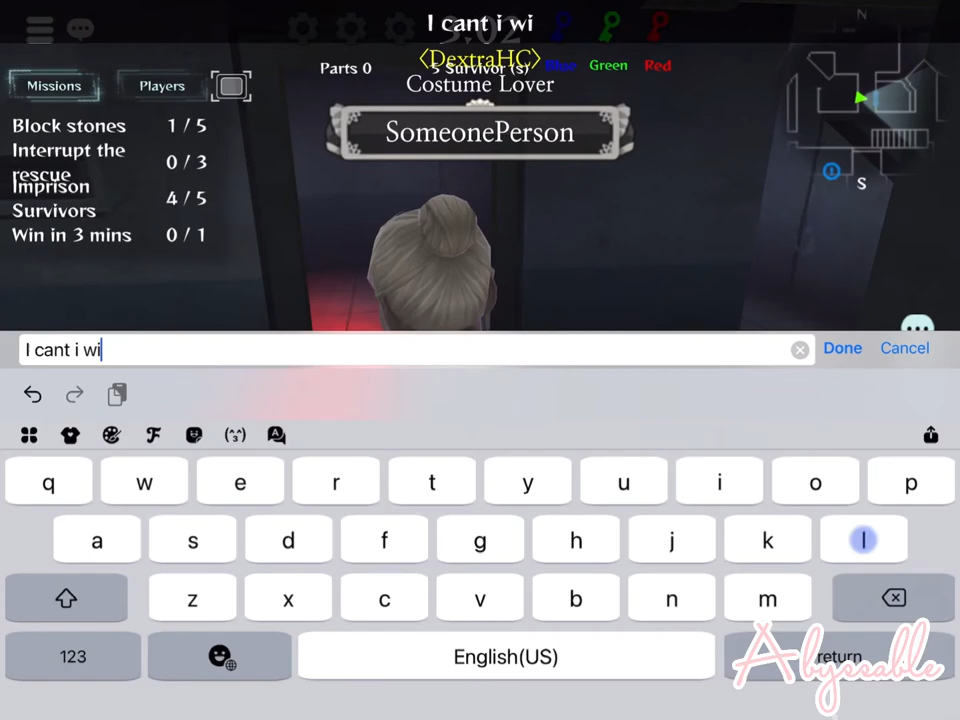 I cant i wi
N
<DextraHC>
Missions
Players
Parts 0
5 Survivor (s)
Blue
Green
Red
Costume Lover
SomeonePerson
Block stones 1 / 5
Interrupt the rescue 0 / 3
Imprison Survivors 4 / 5
Win in 3 mins 0 / 1
S
I cant i wi
Done
Cancel
q w e r t y u i o p
a s d f g h j k l
z x c v b n m
123
English(US)
return
Abyssable